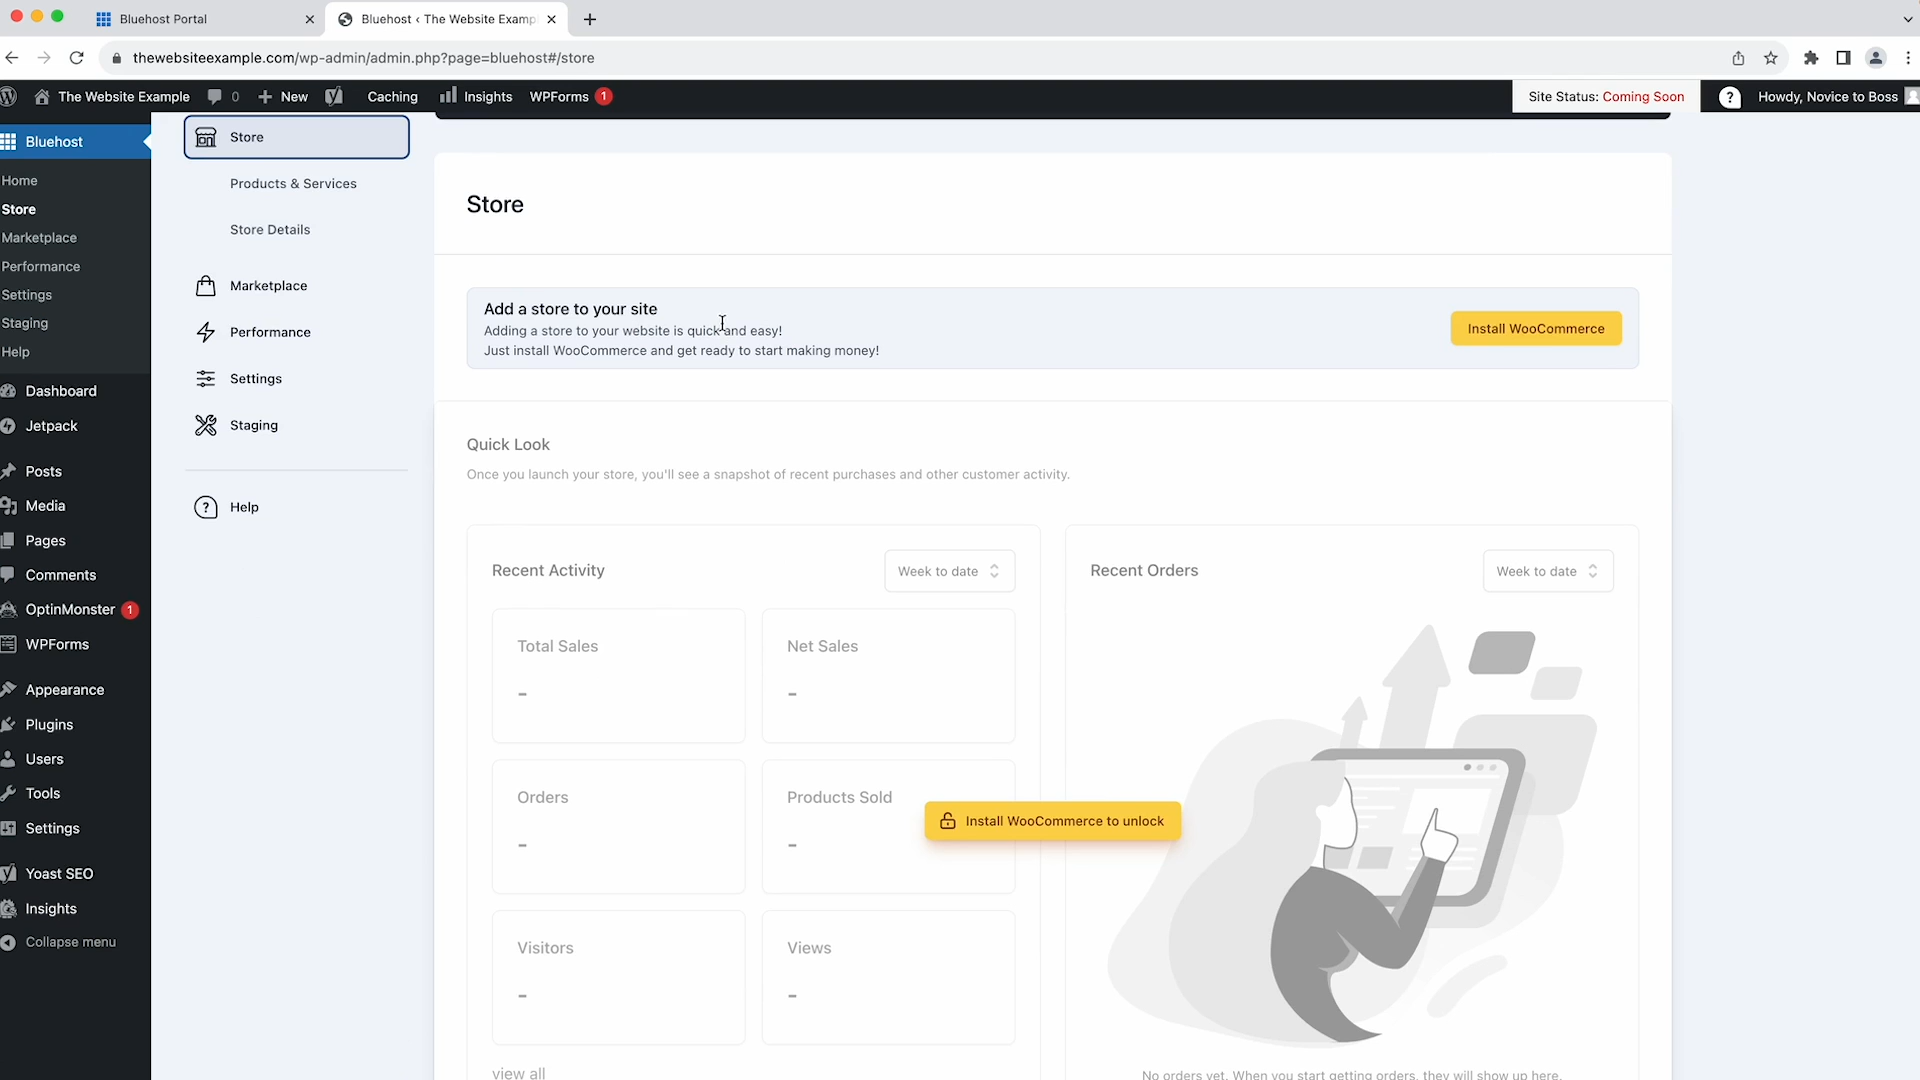 Bluehost Portal
Bluehost ‹ The Website Examp
thewebsiteexample.com/wp-admin/admin.php?page=bluehost#/store
The Website Example
0
New
Caching
Insights
WPForms 1
Site Status: Coming Soon
Howdy, Novice to Boss
Bluehost
Home
Store
Marketplace
Performance
Settings
Staging
Help
Dashboard
Jetpack
Posts
Media
Pages
Comments
OptinMonster 1
WPForms
Appearance
Plugins
Users
Tools
Settings
Yoast SEO
Insights
Collapse menu
Store
Products & Services
Store Details
Marketplace
Performance
Settings
Staging
Help
Store
Add a store to your site
Adding a store to your website is quick and easy!
Just install WooCommerce and get ready to start making money!
Install WooCommerce
Quick Look
Once you launch your store, you'll see a snapshot of recent purchases and other customer activity.
Recent Activity
Week to date
Total Sales
-
Net Sales
-
Orders
-
Products Sold
-
Visitors
-
Views
-
view all
Install WooCommerce to unlock
Recent Orders
Week to date
No orders yet. When you start getting orders, they will show up here.